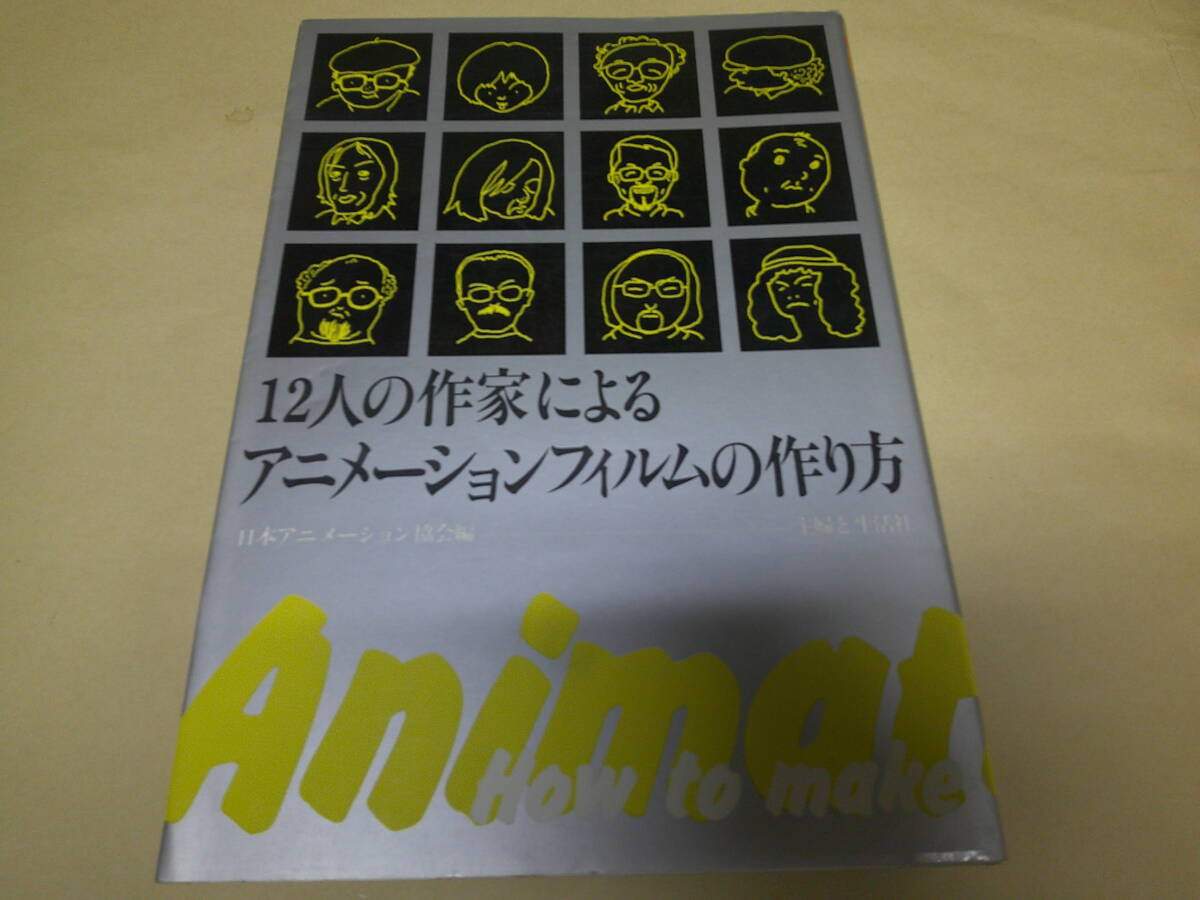 12人の作家による
アニメーションフィルムの作り方
日本アニメーション協会編 主婦と生活社
Animat
How to make